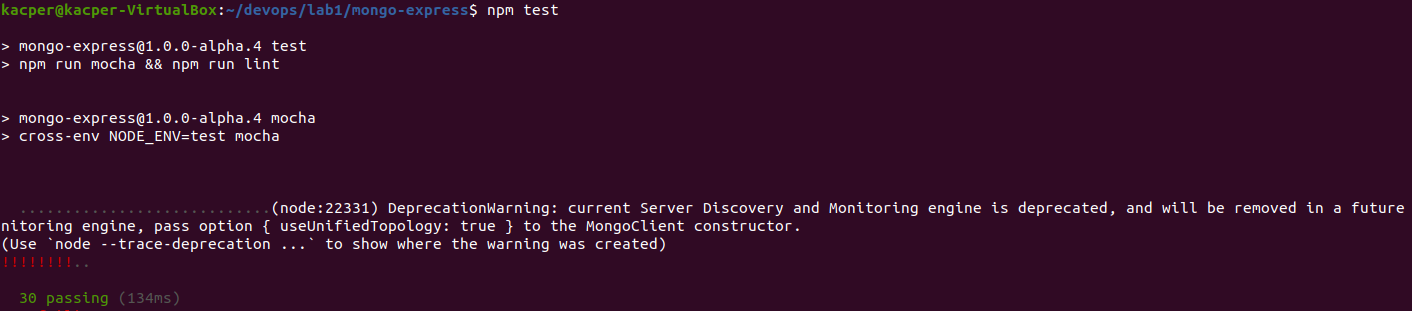 kacper@kacper-VirtualBox:~/devops/lab1/mongo-express$ npm test
> mongo-express@1.0.0-alpha.4 test
> npm run mocha && npm run lint
> mongo-express@1.0.0-alpha.4 mocha
> cross-env NODE_ENV=test mocha
............................(node:22331) DeprecationWarning: current Server Discovery and Monitoring engine is deprecated, and will be removed in a future
nitoring engine, pass option { useUnifiedTopology: true } to the MongoClient constructor.
(Use `node --trace-deprecation ...` to show where the warning was created)
!!!!!!!!..
30 passing (134ms)